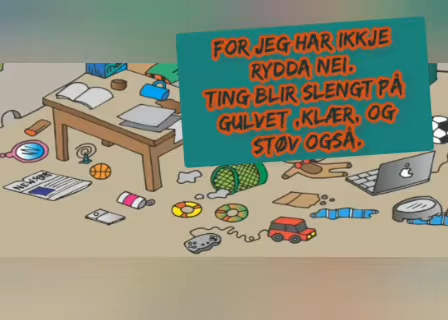 FOR JEG HAR IKKJE
RYDDA NEI.
TING BLIR SLENGT PÅ
GULVET ,KLÆR, OG
STØV OGSÅ.